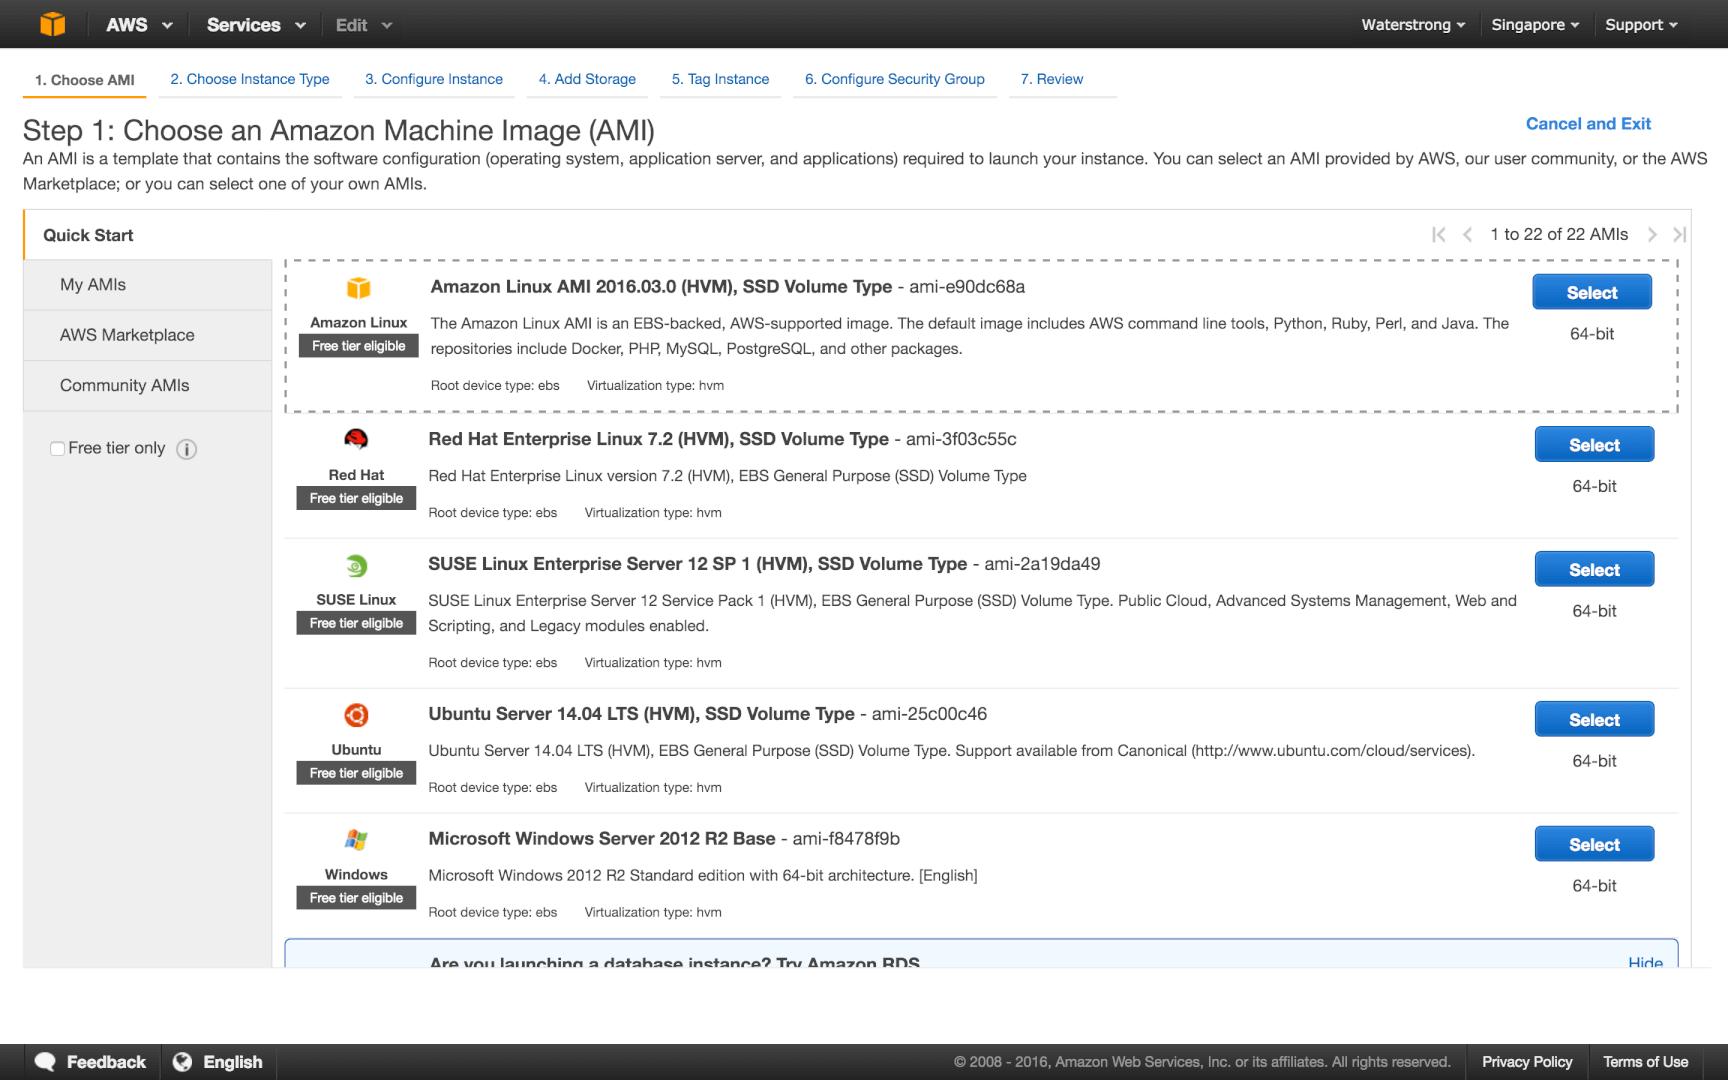 AWS Services Edit Waterstrong Singapore Support
1. Choose AMI 2. Choose Instance Type 3. Configure Instance 4. Add Storage 5. Tag Instance 6. Configure Security Group 7. Review
Step 1: Choose an Amazon Machine Image (AMI)
Cancel and Exit
An AMI is a template that contains the software configuration (operating system, application server, and applications) required to launch your instance. You can select an AMI provided by AWS, our user community, or the AWS
Marketplace; or you can select one of your own AMIs.
Quick Start
1 to 22 of 22 AMIs
My AMIs
AWS Marketplace
Community AMIs
Free tier only
Amazon Linux
Free tier eligible
Amazon Linux AMI 2016.03.0 (HVM), SSD Volume Type - ami-e90dc68a
The Amazon Linux AMI is an EBS-backed, AWS-supported image. The default image includes AWS command line tools, Python, Ruby, Perl, and Java. The
repositories include Docker, PHP, MySQL, PostgreSQL, and other packages.
Root device type: ebs Virtualization type: hvm
Select
64-bit
Red Hat
Free tier eligible
Red Hat Enterprise Linux 7.2 (HVM), SSD Volume Type - ami-3f03c55c
Red Hat Enterprise Linux version 7.2 (HVM), EBS General Purpose (SSD) Volume Type
Root device type: ebs Virtualization type: hvm
Select
64-bit
SUSE Linux
Free tier eligible
SUSE Linux Enterprise Server 12 SP 1 (HVM), SSD Volume Type - ami-2a19da49
SUSE Linux Enterprise Server 12 Service Pack 1 (HVM), EBS General Purpose (SSD) Volume Type. Public Cloud, Advanced Systems Management, Web and
Scripting, and Legacy modules enabled.
Root device type: ebs Virtualization type: hvm
Select
64-bit
Ubuntu
Free tier eligible
Ubuntu Server 14.04 LTS (HVM), SSD Volume Type - ami-25c00c46
Ubuntu Server 14.04 LTS (HVM), EBS General Purpose (SSD) Volume Type. Support available from Canonical (http://www.ubuntu.com/cloud/services).
Root device type: ebs Virtualization type: hvm
Select
64-bit
Windows
Free tier eligible
Microsoft Windows Server 2012 R2 Base - ami-f8478f9b
Microsoft Windows 2012 R2 Standard edition with 64-bit architecture. [English]
Root device type: ebs Virtualization type: hvm
Select
64-bit
Are you launching a database instance? Try Amazon RDS.
Hide
Feedback English © 2008 - 2016, Amazon Web Services, Inc. or its affiliates. All rights reserved. Privacy Policy Terms of Use